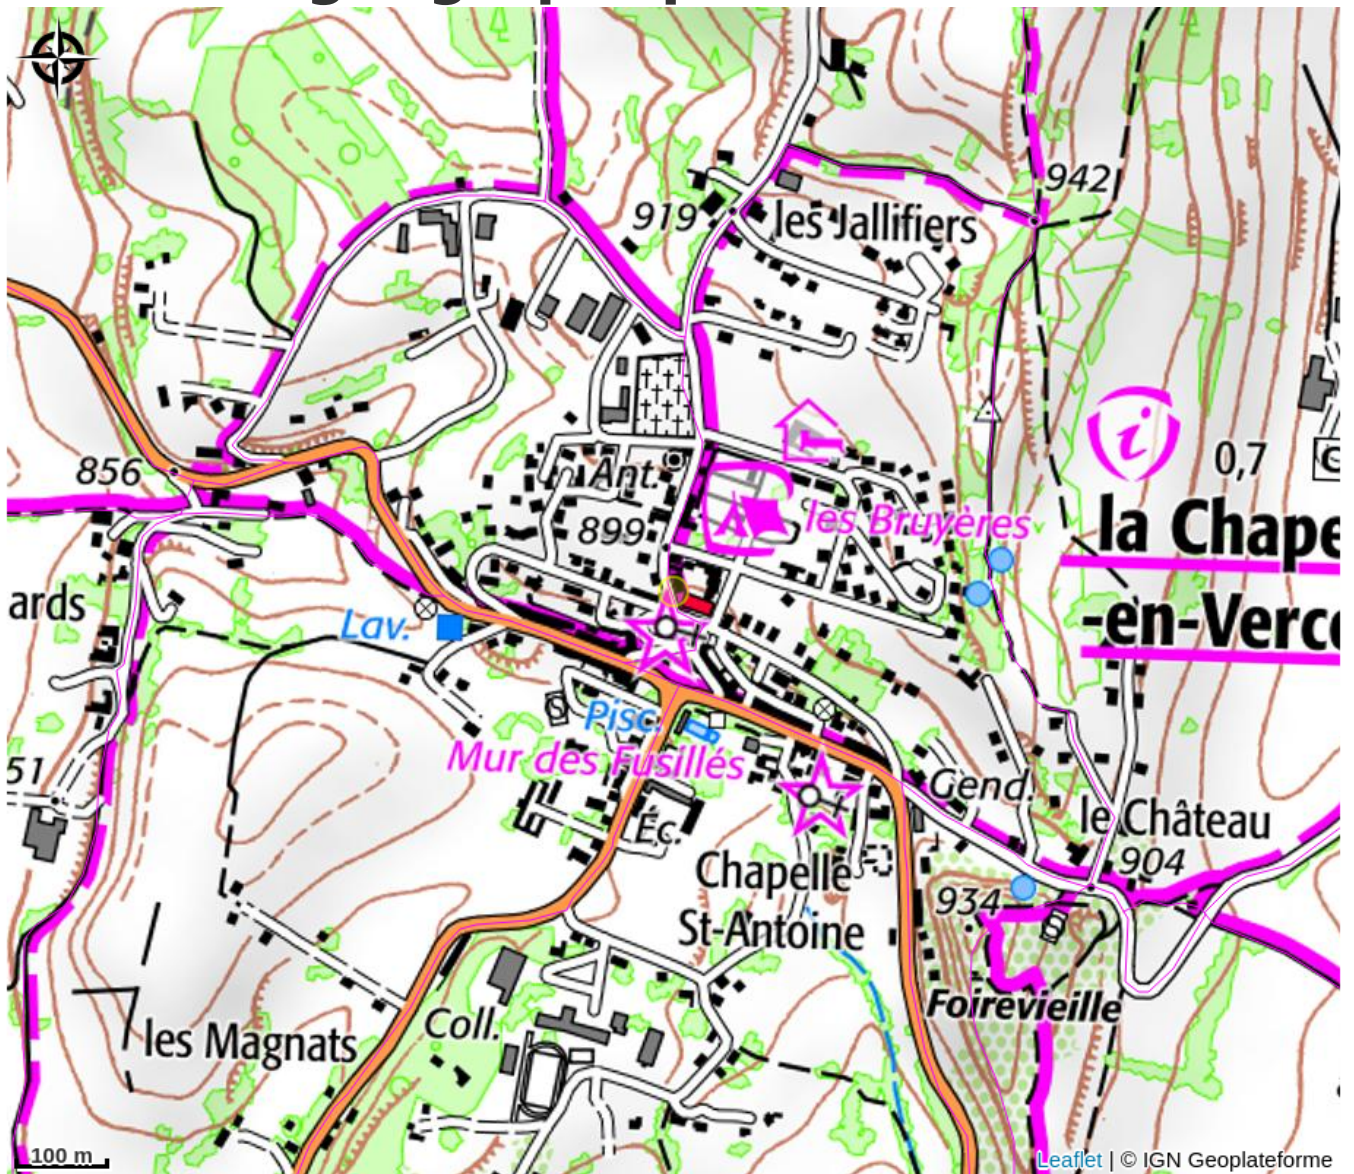 942
919
les Jallifiers
0,7
856
Ant.
899
les Bruyères
la Chape
-en-Verc
ards
Lav.
Pisc.
Mur des Fusillés
51
Gend.
le Château
Éc.
904
Chapelle
St-Antoine
934
Foirevieille
Coll.
les Magnats
100 m
Leaflet | © IGN Geoplateforme